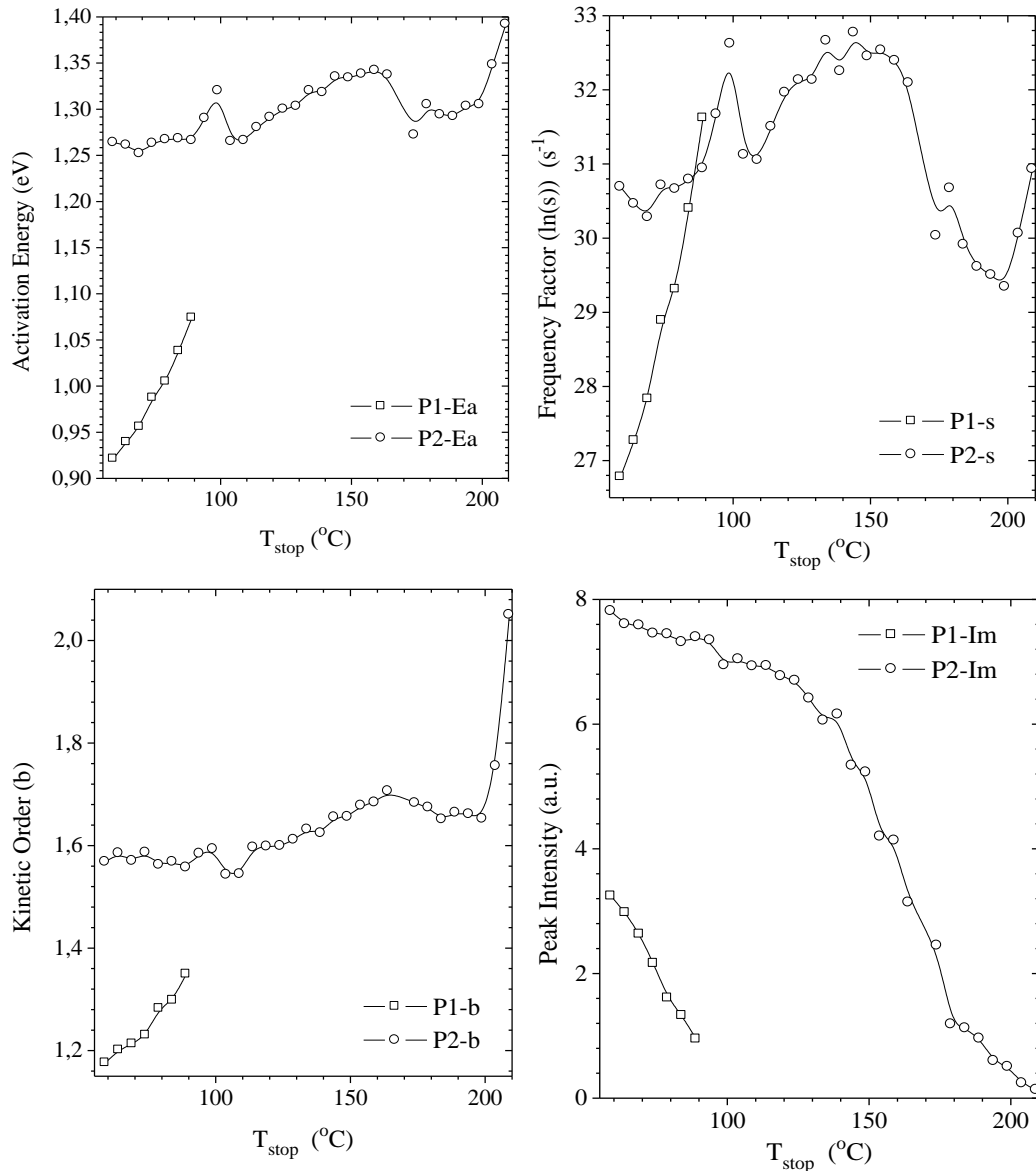 1,40
1,35
1,30
1,25
1,20
1,15
1,10
1,05
1,00
0,95
0,90
Activation Energy (eV)
P1-Ea
P2-Ea
100
150
200
T_stop (°C)
33
32
31
30
29
28
27
Frequency Factor (ln(s)) (s⁻¹)
P1-s
P2-s
100
150
200
T_stop (°C)
2,0
1,8
1,6
1,4
1,2
Kinetic Order (b)
P1-b
P2-b
100
150
200
T_stop (°C)
8
6
4
2
0
Peak Intensity (a.u.)
P1-Im
P2-Im
100
150
200
T_stop (°C)